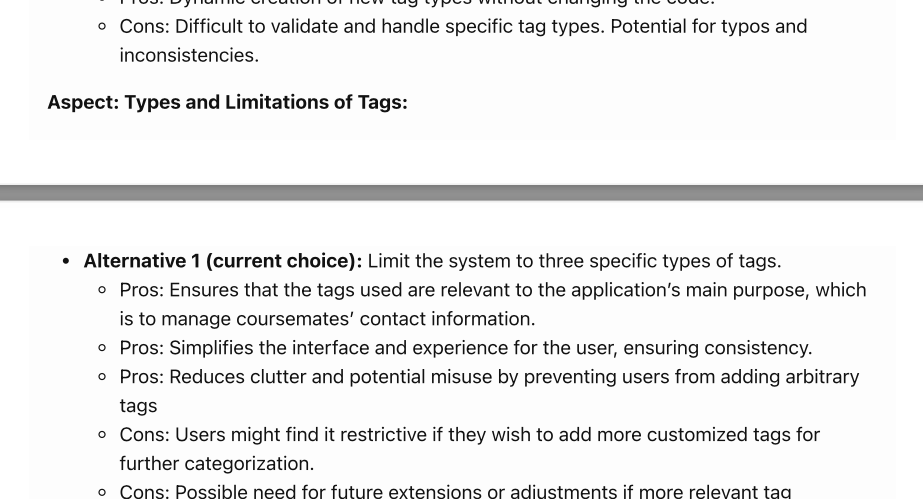 Pros: Dynamic creation of new tag types without changing the code.
Cons: Difficult to validate and handle specific tag types. Potential for typos and
inconsistencies.
Aspect: Types and Limitations of Tags:
Alternative 1 (current choice): Limit the system to three specific types of tags.
Pros: Ensures that the tags used are relevant to the application’s main purpose, which
is to manage coursemates’ contact information.
Pros: Simplifies the interface and experience for the user, ensuring consistency.
Pros: Reduces clutter and potential misuse by preventing users from adding arbitrary
tags
Cons: Users might find it restrictive if they wish to add more customized tags for
further categorization.
Cons: Possible need for future extensions or adjustments if more relevant tag